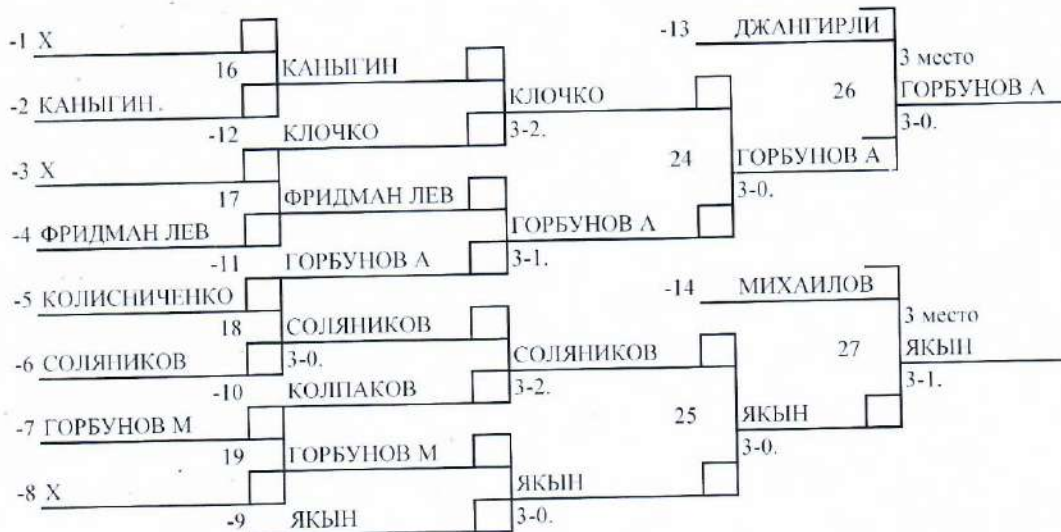 -13 ДЖАНГИРЛИ
-1 X
3 место
16 КАНЫГИН
26 ГОРБУНОВ А
-2 КАНЫГИН .
КЛОЧКО
-12 КЛОЧКО
3-2.
3-0.
-3 X
24 ГОРБУНОВ А
17 ФРИДМАН ЛЕВ
3-0.
-4 ФРИДМАН ЛЕВ
ГОРБУНОВ А
-11 ГОРБУНОВ А
3-1.
-5 КОЛИСНИЧЕНКО
-14 МИХАИЛОВ
18 СОЛЯНИКОВ
3 место
-6 СОЛЯНИКОВ
3-0.
СОЛЯНИКОВ
27 ЯКЫН
-10 КОЛПАКОВ
3-2.
3-1.
-7 ГОРБУНОВ М
25 ЯКЫН
19 ГОРБУНОВ М
3-0.
-8 X
ЯКЫН
-9 ЯКЫН
3-0.